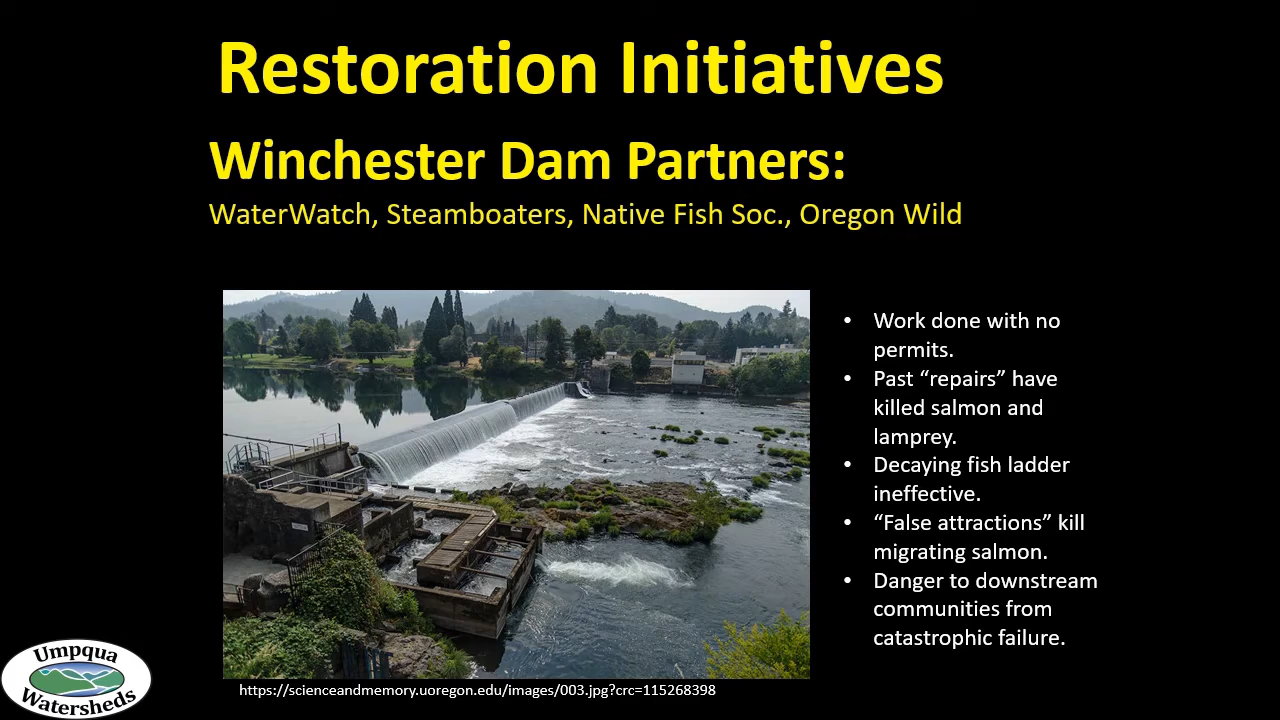 Restoration Initiatives
Winchester Dam Partners:
WaterWatch, Steamboaters, Native Fish Soc., Oregon Wild
• Work done with no
permits.
• Past “repairs” have
killed salmon and
lamprey.
• Decaying fish ladder
ineffective.
• “False attractions” kill
migrating salmon.
• Danger to downstream
communities from
catastrophic failure.
Umpqua
Watersheds
https://scienceandmemory.uoregon.edu/images/003.jpg?crc=115268398